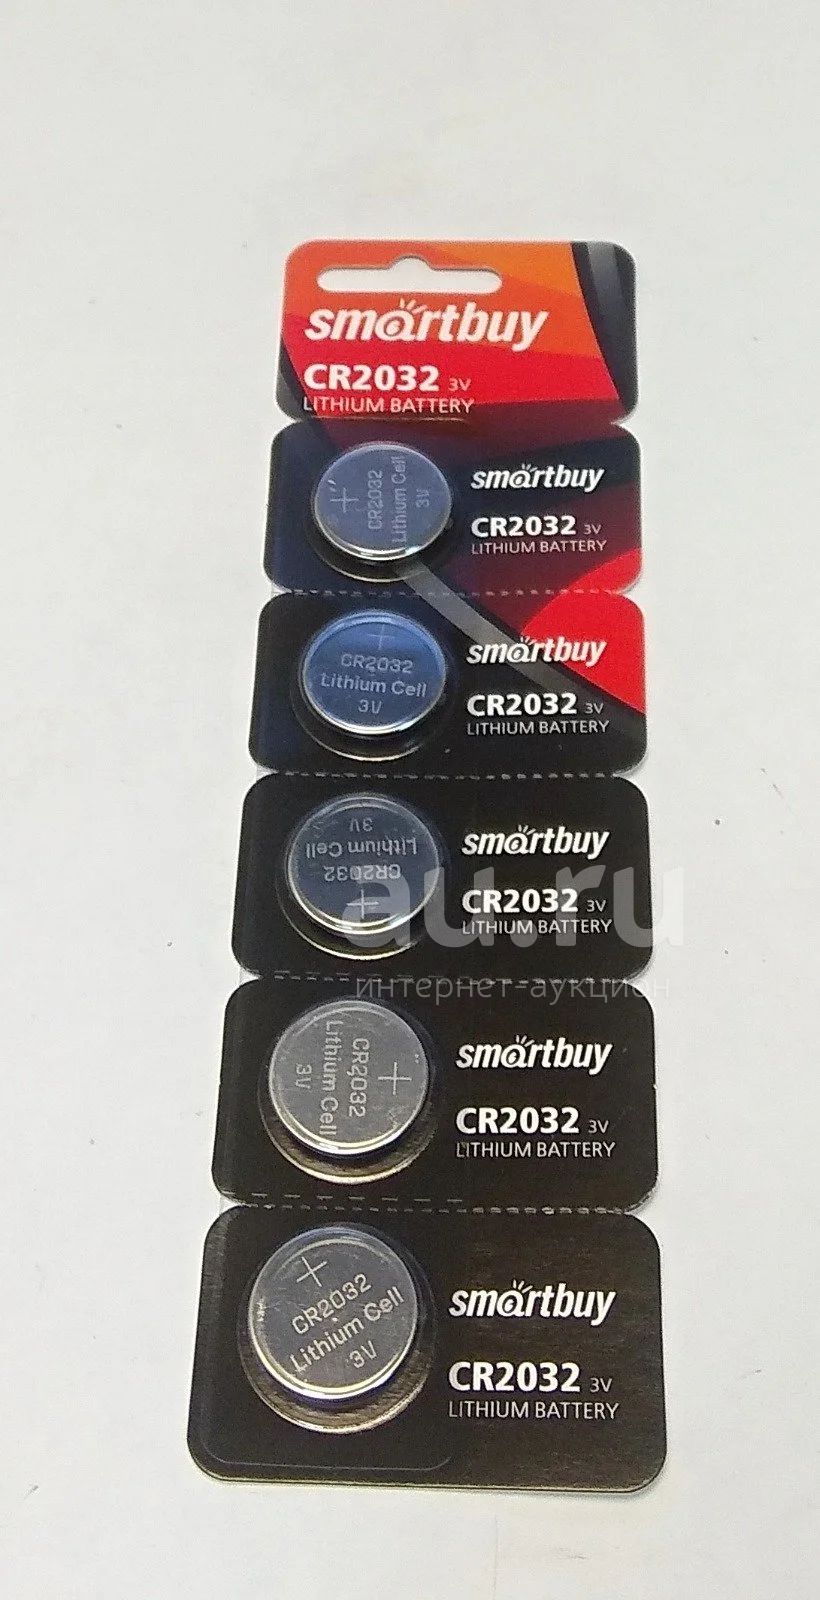 smartbuy
CR2032 3V
LITHIUM BATTERY
+
CR2032
Lithium Cell
3V
smartbuy
CR2032 3V
LITHIUM BATTERY
+
CR2032
Lithium Cell
3V
smartbuy
CR2032 3V
LITHIUM BATTERY
+
CR2032
Lithium Cell
3V
smartbuy
CR2032 3V
LITHIUM BATTERY
au.ru
интернет-аукцион
+
CR2032
Lithium Cell
3V
smartbuy
CR2032 3V
LITHIUM BATTERY
+
CR2032
Lithium Cell
3V
smartbuy
CR2032 3V
LITHIUM BATTERY